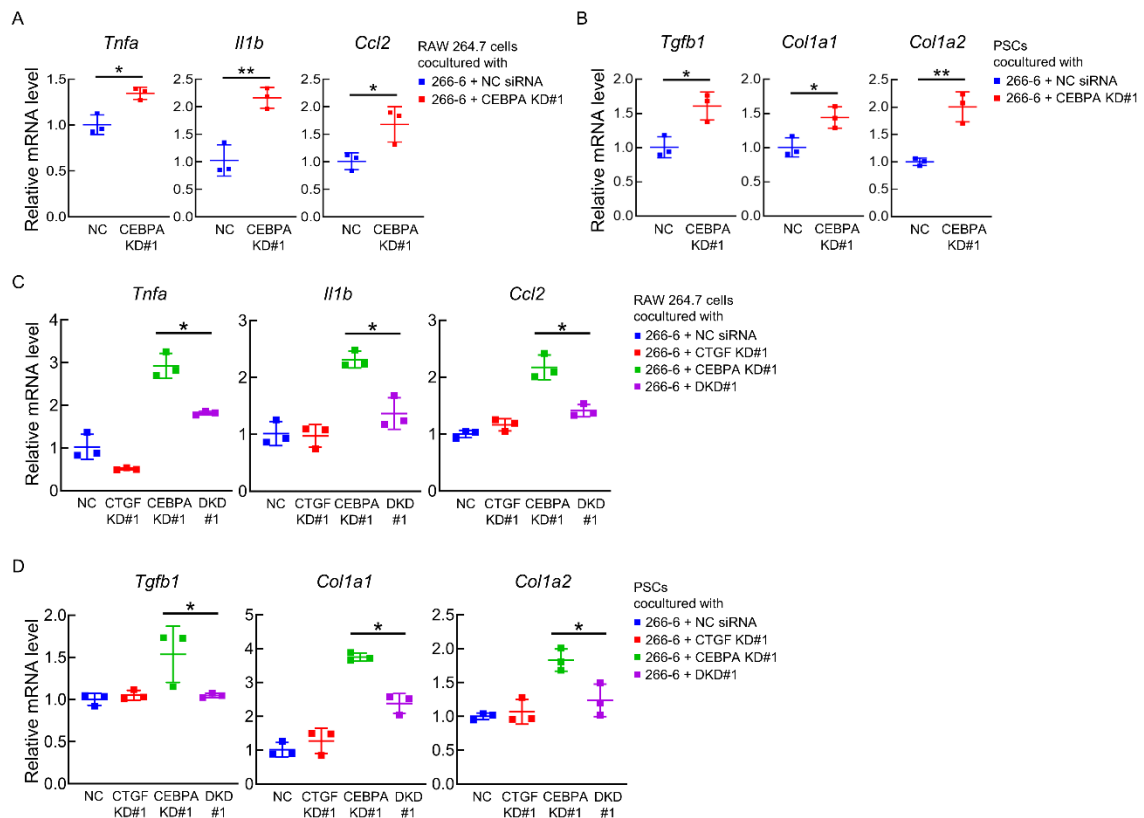 A
Tnfa
Il1b
Ccl2
RAW 264.7 cells
cocultured with
266-6 + NC siRNA
266-6 + CEBPA KD#1
Relative mRNA level
1.5
1.0
0.5
0.0
*
NC
CEBPA
KD#1
2.5
2.0
1.5
1.0
0.5
0.0
**
NC
CEBPA
KD#1
2.5
2.0
1.5
1.0
0.5
0.0
*
NC
CEBPA
KD#1
B
Tgfb1
Col1a1
Col1a2
PSCs
cocultured with
266-6 + NC siRNA
266-6 + CEBPA KD#1
Relative mRNA level
2.0
1.5
1.0
0.5
0.0
*
NC
CEBPA
KD#1
2.0
1.5
1.0
0.5
0.0
*
NC
CEBPA
KD#1
2.5
2.0
1.5
1.0
0.5
0.0
**
NC
CEBPA
KD#1
C
Tnfa
Il1b
Ccl2
RAW 264.7 cells
cocultured with
266-6 + NC siRNA
266-6 + CTGF KD#1
266-6 + CEBPA KD#1
266-6 + DKD#1
Relative mRNA level
4
3
2
1
0
*
NC
CTGF
KD#1
CEBPA
KD#1
DKD
#1
3
2
1
0
*
NC
CTGF
KD#1
CEBPA
KD#1
DKD
#1
3
2
1
0
*
NC
CTGF
KD#1
CEBPA
KD#1
DKD
#1
D
Tgfb1
Col1a1
Col1a2
PSCs
cocultured with
266-6 + NC siRNA
266-6 + CTGF KD#1
266-6 + CEBPA KD#1
266-6 + DKD#1
Relative mRNA level
2.0
1.5
1.0
0.5
0.0
*
NC
CTGF
KD#1
CEBPA
KD#1
DKD
#1
5
4
3
2
1
0
*
NC
CTGF
KD#1
CEBPA
KD#1
DKD
#1
2.5
2.0
1.5
1.0
0.5
0.0
*
NC
CTGF
KD#1
CEBPA
KD#1
DKD
#1